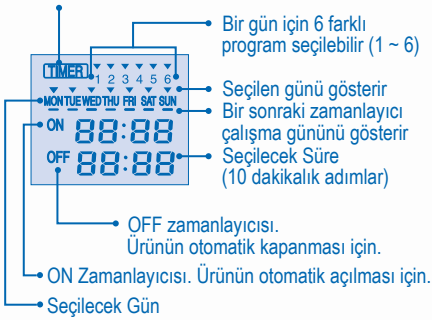 Bir gün için 6 farklı
program seçilebilir (1 ~ 6)
TIMER
1 2 3 4 5 6
Seçilen günü gösterir
MON TUE WED THU FRI SAT SUN
Bir sonraki zamanlayıcı
çalışma gününü gösterir
ON 88:88
Seçilecek Süre
(10 dakikalık adımlar)
OFF 88:88
OFF zamanlayıcısı.
Ürünün otomatik kapanması için.
ON Zamanlayıcısı. Ürünün otomatik açılması için.
Seçilecek Gün